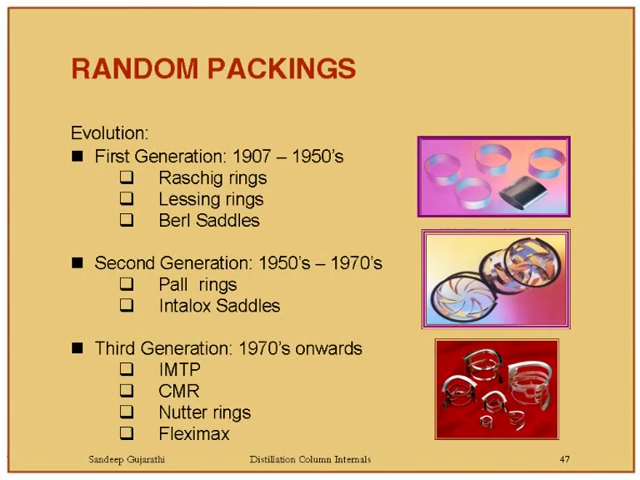 RANDOM PACKINGS
Evolution:
■ First Generation: 1907 – 1950's
❑ Raschig rings
❑ Lessing rings
❑ Berl Saddles
■ Second Generation: 1950's – 1970's
❑ Pall rings
❑ Intalox Saddles
■ Third Generation: 1970's onwards
❑ IMTP
❑ CMR
❑ Nutter rings
❑ Fleximax
Sandeep Gujarathi Distillation Column Internals 47